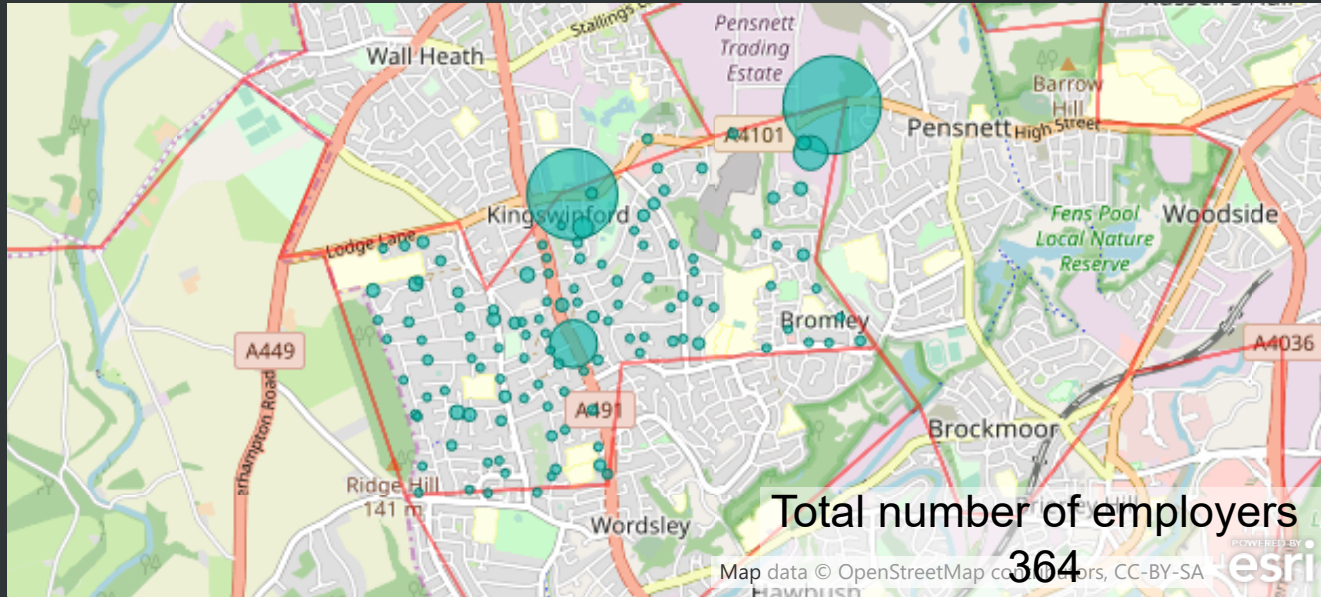 Stallings
Wall Heath
Pensnett
Trading
Estate
Barrow
Hill
A4101
Pensnett
High Street
Kingswinford
Fens Pool
Local Nature
Reserve
Woodside
Lodge Lane
Bromley
A449
A4036
A491
Brockmoor
Ridge Hill
141 m
Wordsley
Total number of employers
364
POWERED BY
esri
Map data © OpenStreetMap contributors, CC-BY-SA